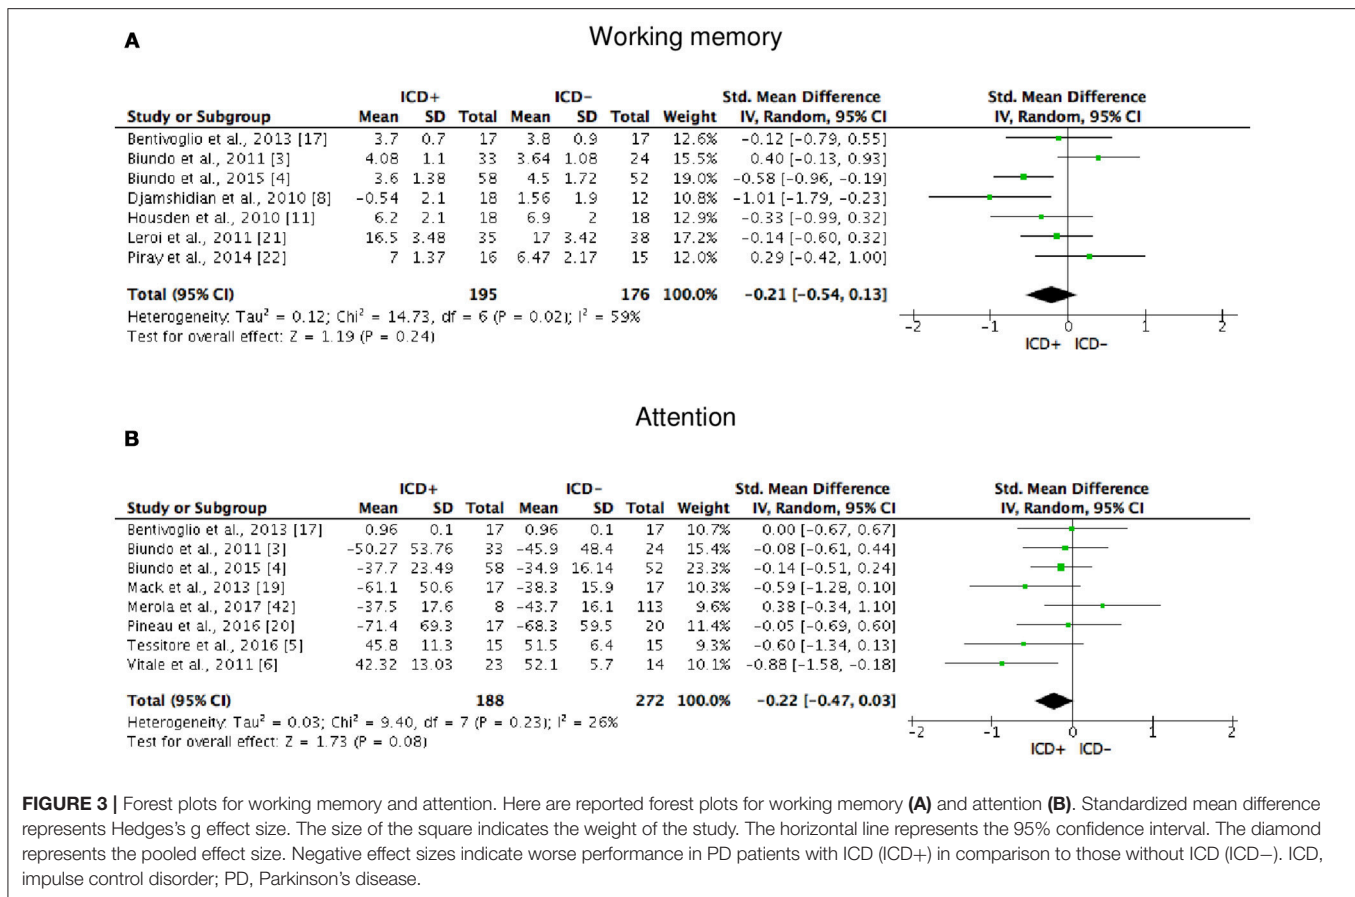 A
Working memory
ICD+ ICD− Std. Mean Difference Std. Mean Difference
Study or Subgroup Mean SD Total Mean SD Total Weight IV, Random, 95% CI IV, Random, 95% CI
Bentivoglio et al., 2013 [17] 3.7 0.7 17 3.8 0.9 17 12.6% −0.12 [−0.79, 0.55]
Biundo et al., 2011 [3] 4.08 1.1 33 3.64 1.08 24 15.5% 0.40 [−0.13, 0.93]
Biundo et al., 2015 [4] 3.6 1.38 58 4.5 1.72 52 19.0% −0.58 [−0.96, −0.19]
Djamshidian et al., 2010 [8] −0.54 2.1 18 1.56 1.9 12 10.8% −1.01 [−1.79, −0.23]
Housden et al., 2010 [11] 6.2 2.1 18 6.9 2 18 12.9% −0.33 [−0.99, 0.32]
Leroi et al., 2011 [21] 16.5 3.48 35 17 3.42 38 17.2% −0.14 [−0.60, 0.32]
Piray et al., 2014 [22] 7 1.37 16 6.47 2.17 15 12.0% 0.29 [−0.42, 1.00]
Total (95% CI) 195 176 100.0% −0.21 [−0.54, 0.13]
Heterogeneity: Tau² = 0.12; Chi² = 14.73, df = 6 (P = 0.02); I² = 59%
Test for overall effect: Z = 1.19 (P = 0.24)
−2 −1 0 1 2
ICD+ ICD−
Attention
B
ICD+ ICD− Std. Mean Difference Std. Mean Difference
Study or Subgroup Mean SD Total Mean SD Total Weight IV, Random, 95% CI IV, Random, 95% CI
Bentivoglio et al., 2013 [17] 0.96 0.1 17 0.96 0.1 17 10.7% 0.00 [−0.67, 0.67]
Biundo et al., 2011 [3] −50.27 53.76 33 −45.9 48.4 24 15.4% −0.08 [−0.61, 0.44]
Biundo et al., 2015 [4] −37.7 23.49 58 −34.9 16.14 52 23.3% −0.14 [−0.51, 0.24]
Mack et al., 2013 [19] −61.1 50.6 17 −38.3 15.9 17 10.3% −0.59 [−1.28, 0.10]
Merola et al., 2017 [42] −37.5 17.6 8 −43.7 16.1 113 9.6% 0.38 [−0.34, 1.10]
Pineau et al., 2016 [20] −71.4 69.3 17 −68.3 59.5 20 11.4% −0.05 [−0.69, 0.60]
Tessitore et al., 2016 [5] 45.8 11.3 15 51.5 6.4 15 9.3% −0.60 [−1.34, 0.13]
Vitale et al., 2011 [6] 42.32 13.03 23 52.1 5.7 14 10.1% −0.88 [−1.58, −0.18]
Total (95% CI) 188 272 100.0% −0.22 [−0.47, 0.03]
Heterogeneity: Tau² = 0.03; Chi² = 9.40, df = 7 (P = 0.23); I² = 26%
Test for overall effect: Z = 1.73 (P = 0.08)
−2 −1 0 1 2
ICD+ ICD−
FIGURE 3 | Forest plots for working memory and attention. Here are reported forest plots for working memory (A) and attention (B). Standardized mean difference
represents Hedges's g effect size. The size of the square indicates the weight of the study. The horizontal line represents the 95% confidence interval. The diamond
represents the pooled effect size. Negative effect sizes indicate worse performance in PD patients with ICD (ICD+) in comparison to those without ICD (ICD−). ICD,
impulse control disorder; PD, Parkinson's disease.